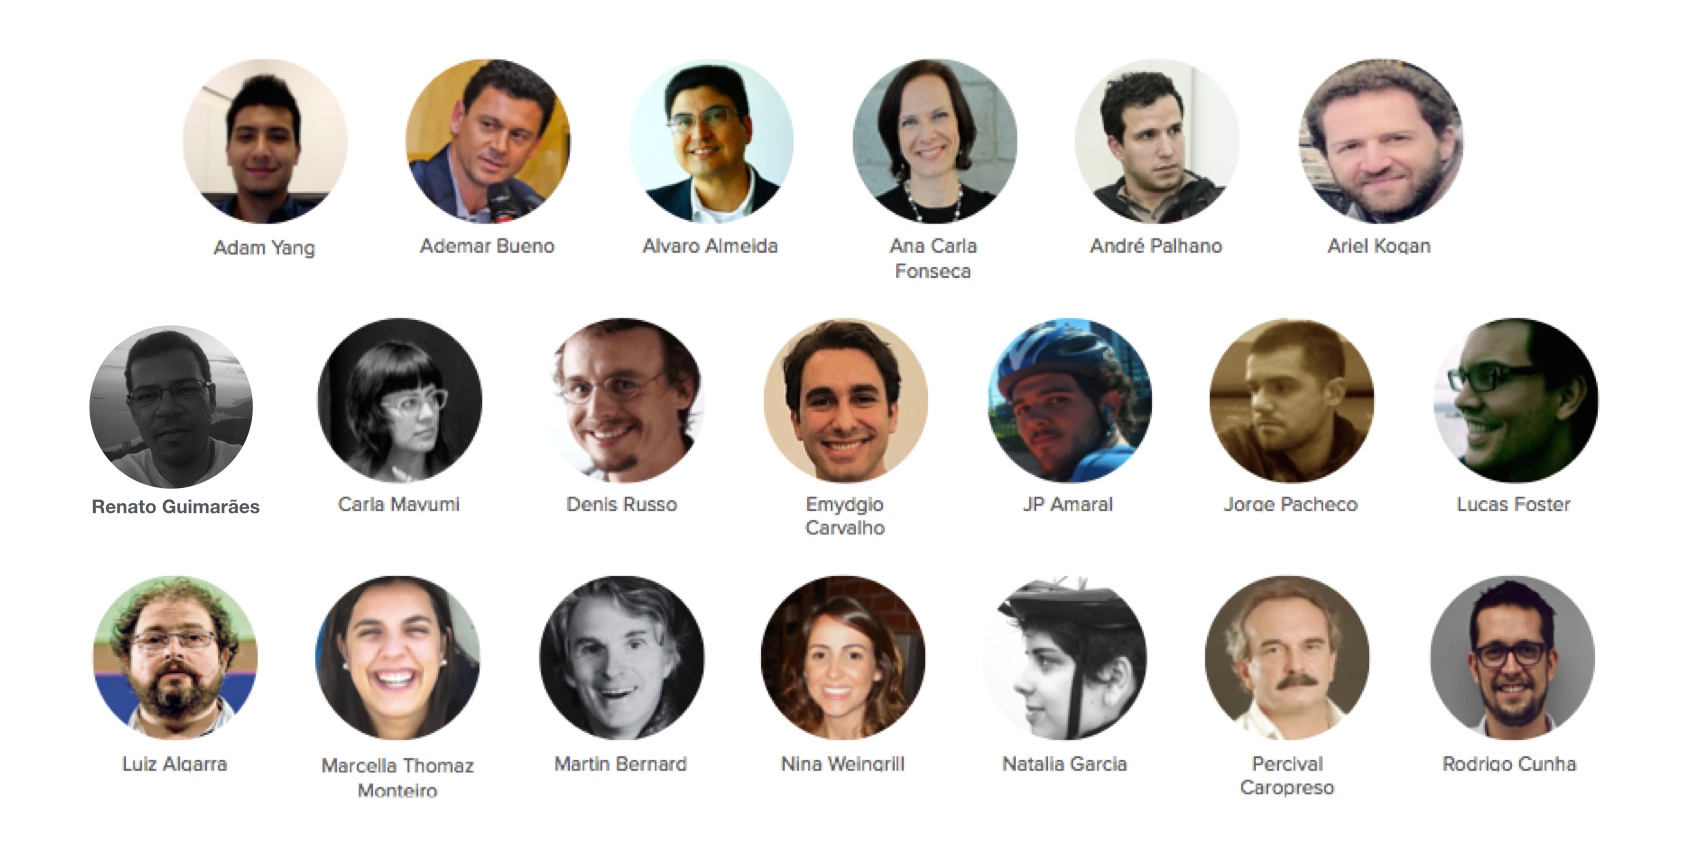 Adam Yang
Ademar Bueno
Alvaro Almeida
Ana Carla
Fonseca
André Palhano
Ariel Kogan
Renato Guimarães
Carla Mayumi
Denis Russo
Emydgio
Carvalho
JP Amaral
Jorge Pacheco
Lucas Foster
Luiz Algarra
Marcella Thomaz
Monteiro
Martin Bernard
Nina Weingrill
Natalia Garcia
Percival
Caropreso
Rodrigo Cunha